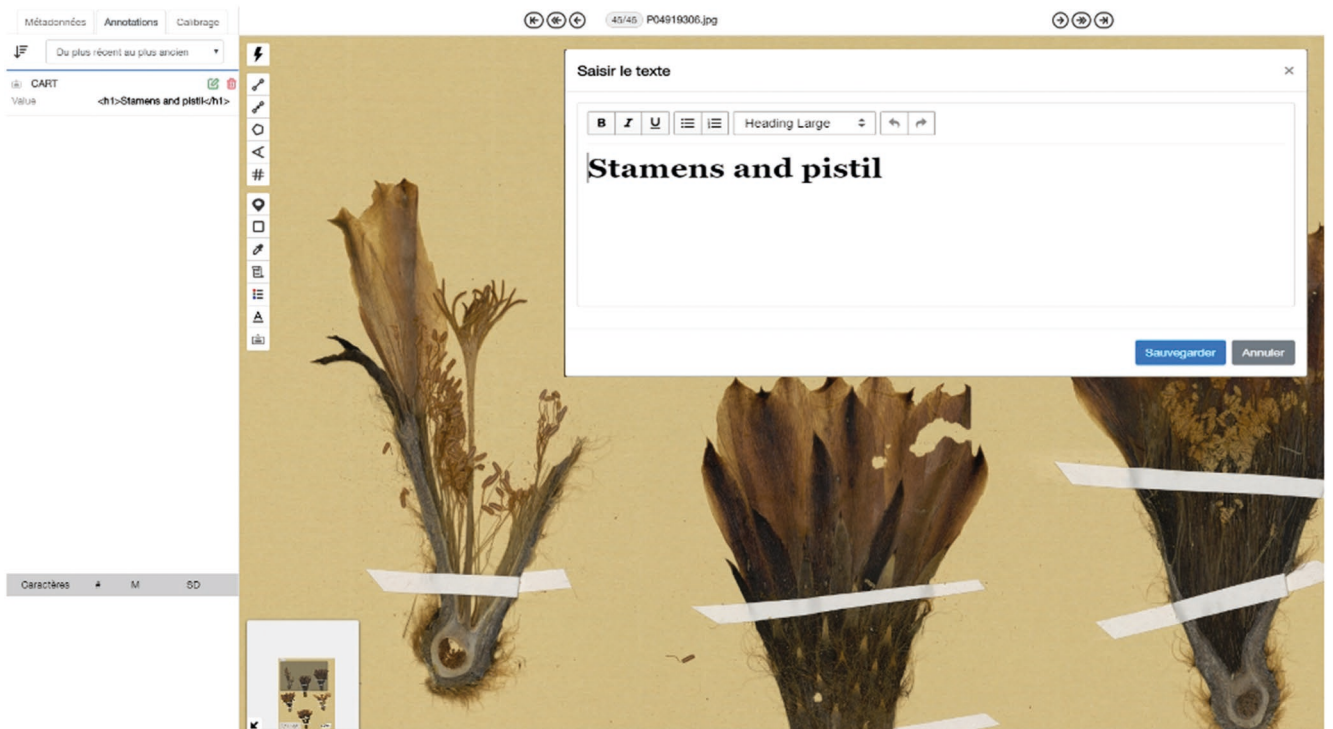 Métadonnées Annotations Calibrage
45/45 P04919306.jpg
Du plus récent au plus ancien
CART
Value <h1>Stamens and pistil</h1>
Saisir le texte
×
B I U Heading Large
#
Stamens and pistil
A
Sauvegarder Annuler
Caractères # M SD